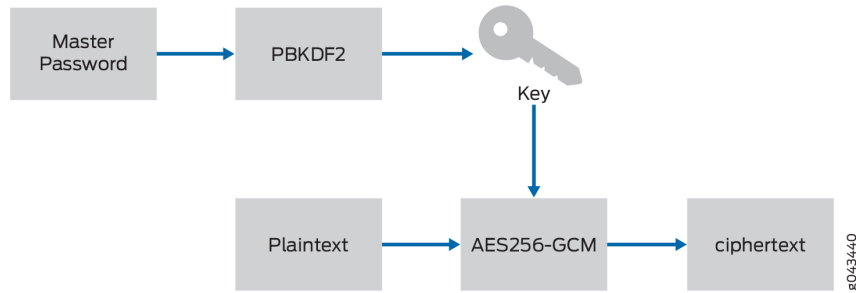 Master
Password
PBKDF2
Key
Plaintext
AES256-GCM
ciphertext
g043440